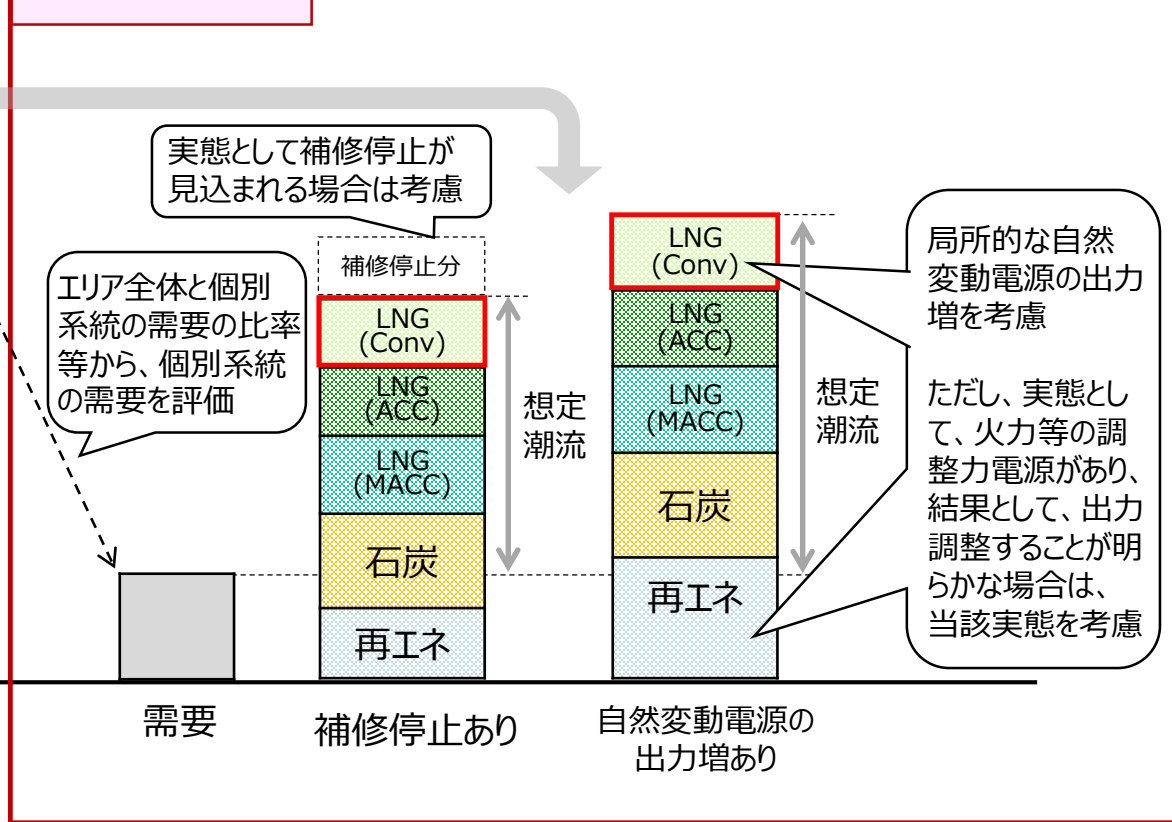 実態として補修停止が
見込まれる場合は考慮
エリア全体と個別
系統の需要の比率
等から、個別系統
の需要を評価
補修停止分
LNG
(Conv)
LNG
(ACC)
LNG
(MACC)
石炭
再エネ
想定
潮流
LNG
(Conv)
LNG
(ACC)
LNG
(MACC)
石炭
再エネ
想定
潮流
局所的な自然
変動電源の出力
増を考慮
ただし、実態とし
て、火力等の調
整力電源があり、
結果として、出力
調整することが明
らかな場合は、
当該実態を考慮
需要
補修停止あり
自然変動電源の
出力増あり